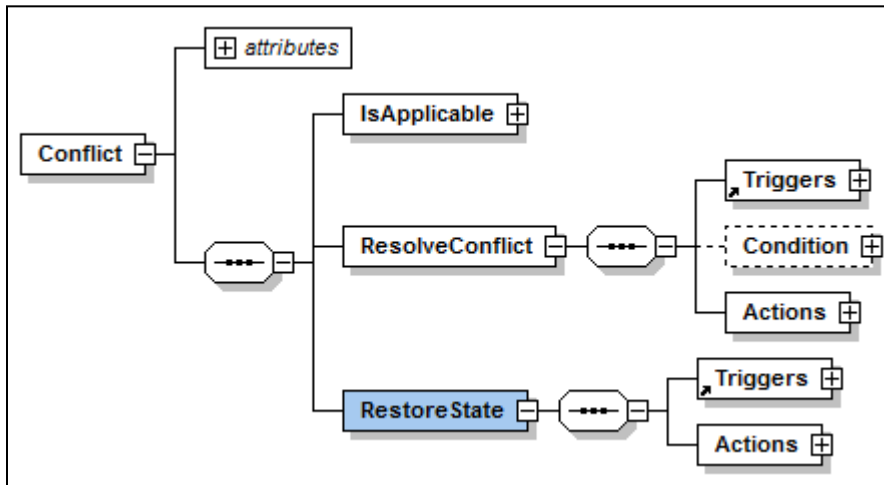 attributes
IsApplicable
Conflict
Triggers
ResolveConflict
Condition
Actions
Triggers
RestoreState
Actions